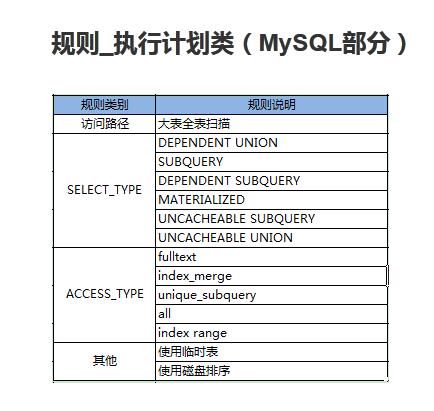 规则_执行计划类（MySQL部分）
规则类别 规则说明
访问路径 大表全表扫描
SELECT_TYPE
DEPENDENT UNION
SUBQUERY
DEPENDENT SUBQUERY
MATERIALIZED
UNCACHEABLE SUBQUERY
UNCACHEABLE UNION
ACCESS_TYPE
fulltext
index_merge
unique_subquery
all
index range
其他
使用临时表
使用磁盘排序